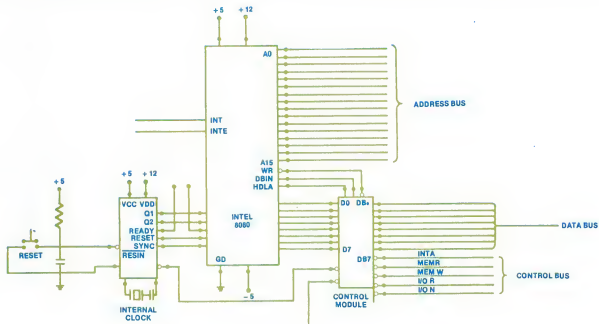 +5 +12
A0
ADDRESS BUS
INT
INTE
A15
WR
DBIN
HDLA
+5
+5 +12
VCC VDD
Q1
Q2
READY
RESET
SYNC
RESIN
RESET
INTERNAL
CLOCK
INTEL
8080
GD
-5
D0 DB0
D7
DB7
DATA BUS
INTA
MEMR
MEM W
I/O R
I/O N
CONTROL BUS
CONTROL
MODULE